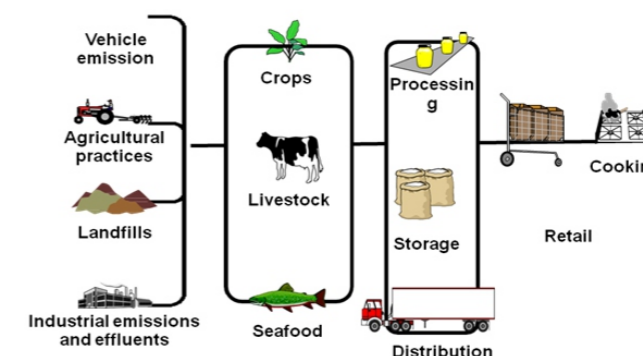 Vehicle
emission
Agricultural
practices
Landfills
Industrial emissions
and effluents
Crops
Livestock
Seafood
Processin
g
Storage
Distribution
Retail
Cookin